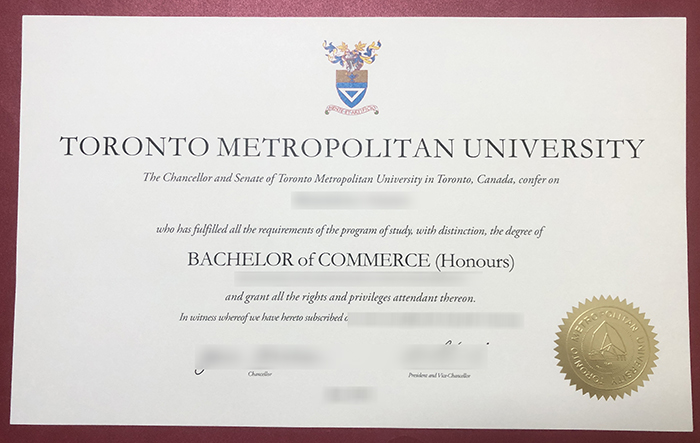 TORONTO METROPOLITAN UNIVERSITY
The Chancellor and Senate of Toronto Metropolitan University in Toronto, Canada, confer on
who has fulfilled all the requirements of the program of study, with distinction, the degree of
BACHELOR of COMMERCE (Honours)
and grant all the rights and privileges attendant thereon.
In witness whereof we have hereto subscribed
Chancellor
President and Vice-Chancellor
TORONTO METROPOLITAN UNIVERSITY